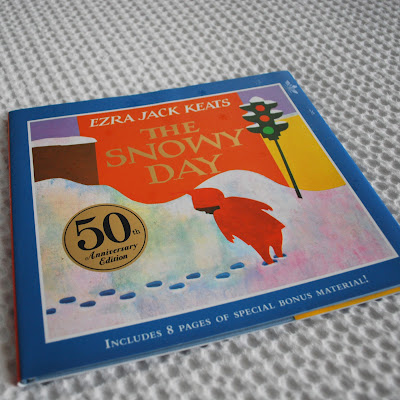 EZRA JACK KEATS
THE
SNOWY
DAY
50th
Anniversary
Edition
INCLUDES 8 PAGES OF SPECIAL BONUS MATERIAL!